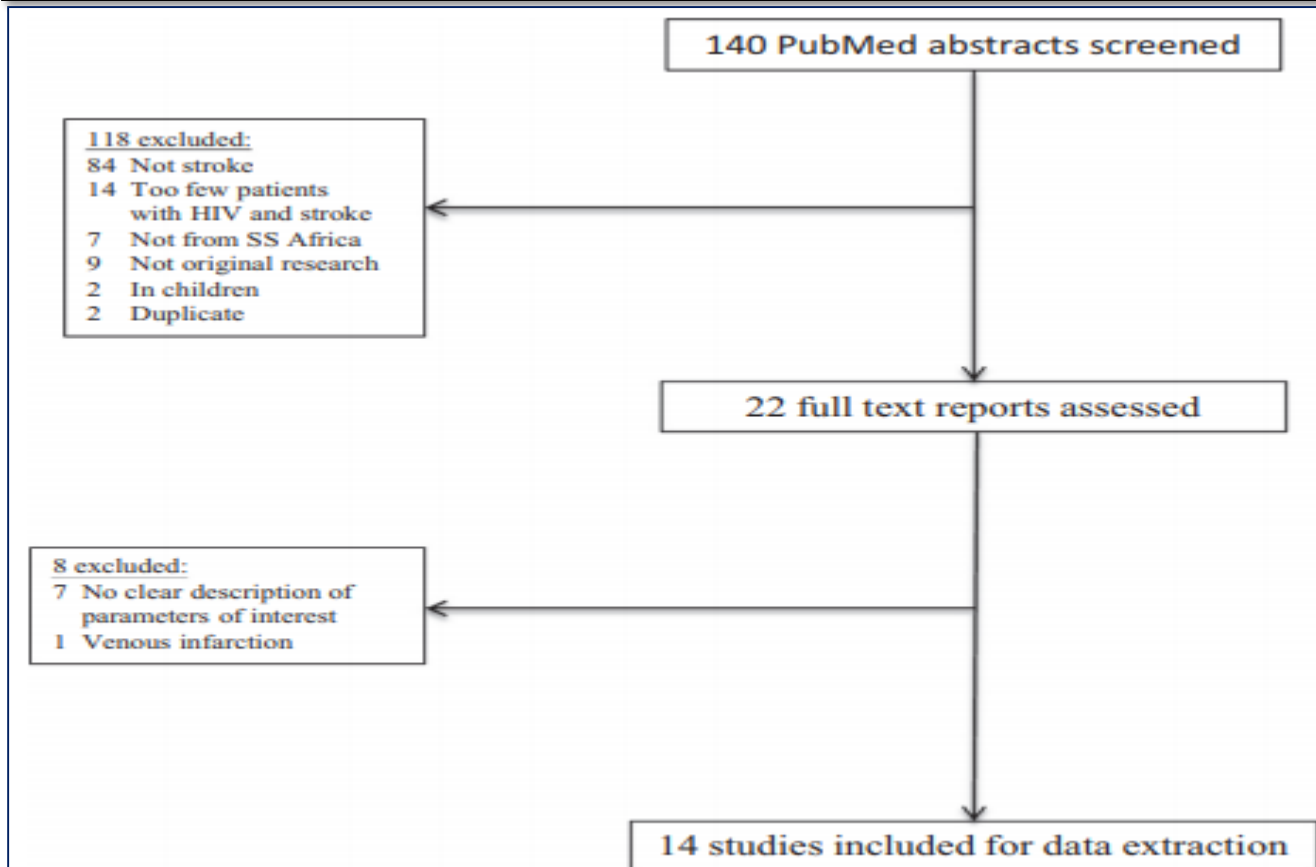 140 PubMed abstracts screened
118 excluded:
84 Not stroke
14 Too few patients
with HIV and stroke
7 Not from SS Africa
9 Not original research
2 In children
2 Duplicate
22 full text reports assessed
8 excluded:
7 No clear description of
parameters of interest
1 Venous infarction
14 studies included for data extraction